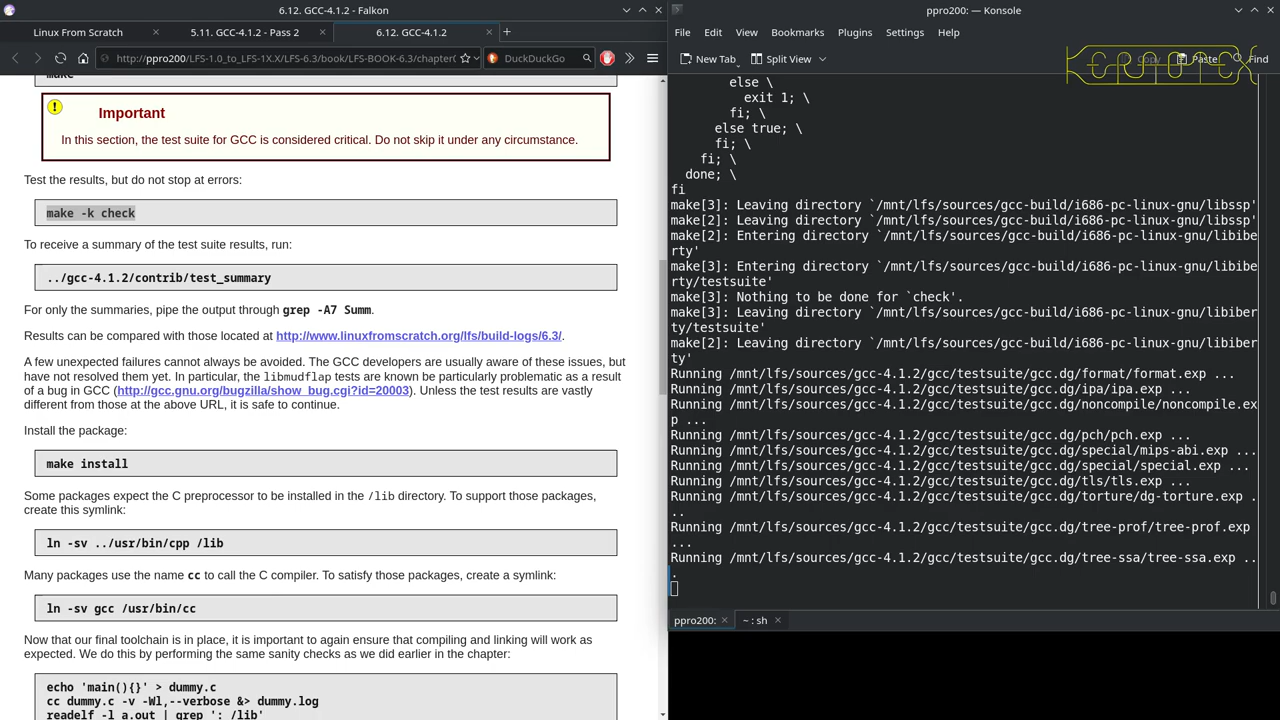 6.12. GCC-4.1.2 - Falkon
Linux From Scratch
5.11. GCC-4.1.2 - Pass 2
6.12. GCC-4.1.2
http://ppro200/LFS-1.0_to_LFS-1X.X/LFS-6.3/book/LFS-BOOK-6.3/chapter(
DuckDuckGo
make
Important
In this section, the test suite for GCC is considered critical. Do not skip it under any circumstance.
Test the results, but do not stop at errors:
make -k check
To receive a summary of the test suite results, run:
../gcc-4.1.2/contrib/test_summary
For only the summaries, pipe the output through grep -A7 Summ.
Results can be compared with those located at http://www.linuxfromscratch.org/lfs/build-logs/6.3/.
A few unexpected failures cannot always be avoided. The GCC developers are usually aware of these issues, but
have not resolved them yet. In particular, the libmudflap tests are known be particularly problematic as a result
of a bug in GCC (http://gcc.gnu.org/bugzilla/show_bug.cgi?id=20003). Unless the test results are vastly
different from those at the above URL, it is safe to continue.
Install the package:
make install
Some packages expect the C preprocessor to be installed in the /lib directory. To support those packages,
create this symlink:
ln -sv ../usr/bin/cpp /lib
Many packages use the name cc to call the C compiler. To satisfy those packages, create a symlink:
ln -sv gcc /usr/bin/cc
Now that our final toolchain is in place, it is important to again ensure that compiling and linking will work as
expected. We do this by performing the same sanity checks as we did earlier in the chapter:
echo 'main(){}' > dummy.c
cc dummy.c -v -Wl,--verbose &> dummy.log
readelf -l a.out | grep ': /lib'
ppro200: — Konsole
File Edit View Bookmarks Plugins Settings Help
New Tab Split View Copy Paste Find
else \
exit 1; \
fi; \
else true; \
fi; \
fi; \
done; \
fi
make[3]: Leaving directory `/mnt/lfs/sources/gcc-build/i686-pc-linux-gnu/libssp'
make[2]: Leaving directory `/mnt/lfs/sources/gcc-build/i686-pc-linux-gnu/libssp'
make[2]: Entering directory `/mnt/lfs/sources/gcc-build/i686-pc-linux-gnu/libibe
rty'
make[3]: Entering directory `/mnt/lfs/sources/gcc-build/i686-pc-linux-gnu/libibe
rty/testsuite'
make[3]: Nothing to be done for `check'.
make[3]: Leaving directory `/mnt/lfs/sources/gcc-build/i686-pc-linux-gnu/libiber
ty/testsuite'
make[2]: Leaving directory `/mnt/lfs/sources/gcc-build/i686-pc-linux-gnu/libiber
ty'
Running /mnt/lfs/sources/gcc-4.1.2/gcc/testsuite/gcc.dg/format/format.exp ...
Running /mnt/lfs/sources/gcc-4.1.2/gcc/testsuite/gcc.dg/ipa/ipa.exp ...
Running /mnt/lfs/sources/gcc-4.1.2/gcc/testsuite/gcc.dg/noncompile/noncompile.ex
p ...
Running /mnt/lfs/sources/gcc-4.1.2/gcc/testsuite/gcc.dg/pch/pch.exp ...
Running /mnt/lfs/sources/gcc-4.1.2/gcc/testsuite/gcc.dg/special/mips-abi.exp ...
Running /mnt/lfs/sources/gcc-4.1.2/gcc/testsuite/gcc.dg/special/special.exp ...
Running /mnt/lfs/sources/gcc-4.1.2/gcc/testsuite/gcc.dg/tls/tls.exp ...
Running /mnt/lfs/sources/gcc-4.1.2/gcc/testsuite/gcc.dg/torture/dg-torture.exp .
..
Running /mnt/lfs/sources/gcc-4.1.2/gcc/testsuite/gcc.dg/tree-prof/tree-prof.exp
...
Running /mnt/lfs/sources/gcc-4.1.2/gcc/testsuite/gcc.dg/tree-ssa/tree-ssa.exp ..
.
ppro200:
~ : sh